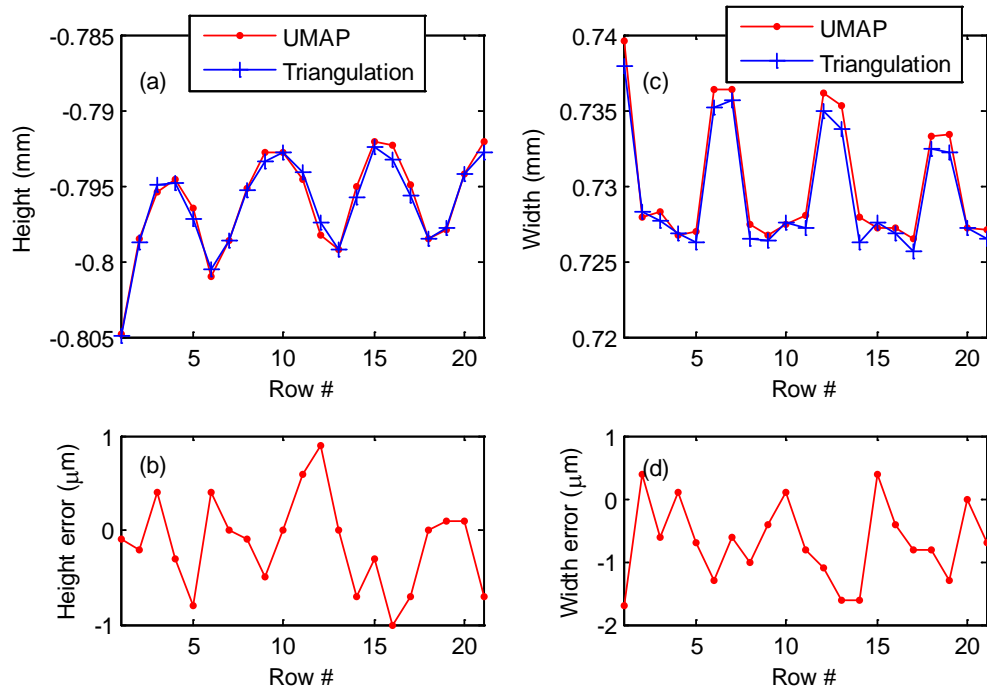 UMAP
Triangulation
(a)
-0.785
-0.79
-0.795
-0.8
-0.805
Height (mm)
5
10
15
20
Row #
UMAP
Triangulation
(c)
0.74
0.735
0.73
0.725
0.72
Width (mm)
5
10
15
20
Row #
(b)
1
0
-1
Height error (μm)
5
10
15
20
Row #
(d)
0
-1
-2
Width error (μm)
5
10
15
20
Row #